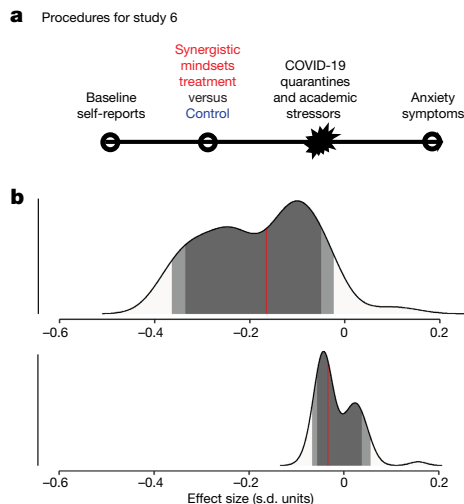 a Procedures for study 6
Synergistic
mindsets
treatment
versus
Control
COVID-19
quarantines
and academic
stressors
Baseline
self-reports
Anxiety
symptoms
b
−0.6 −0.4 −0.2 0 0.2
−0.6 −0.4 −0.2 0 0.2
Effect size (s.d. units)